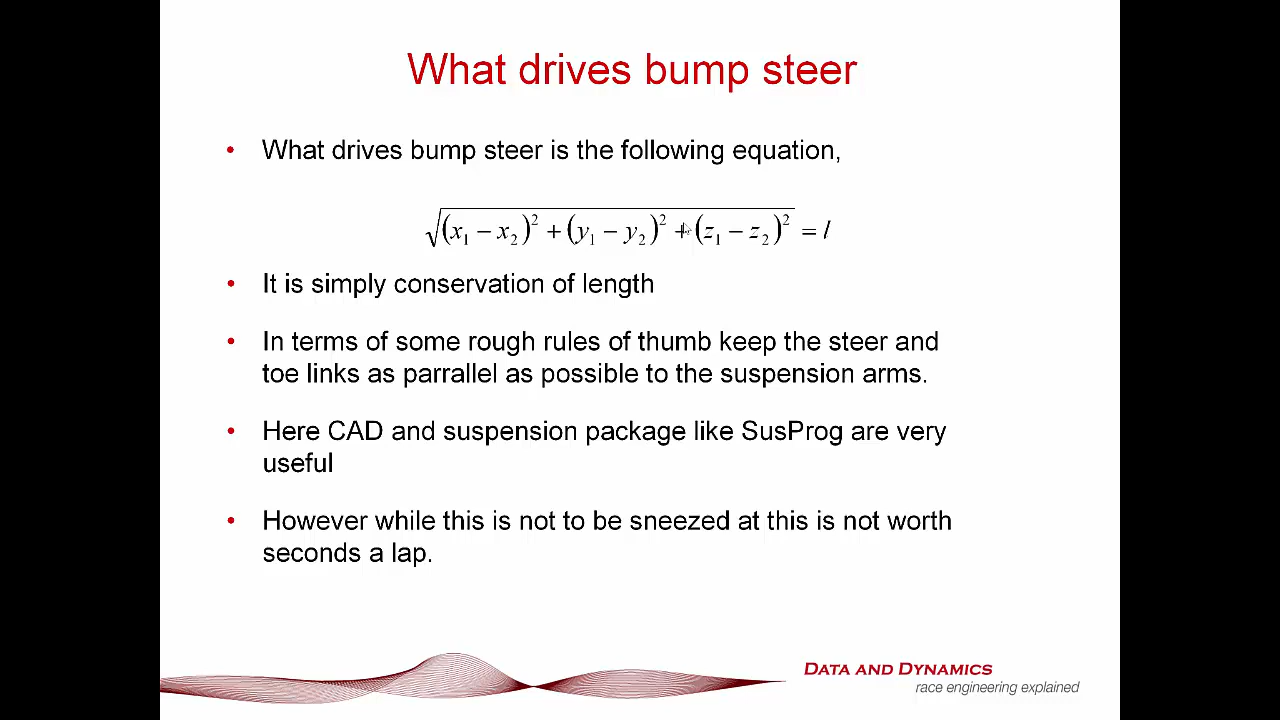 What drives bump steer
• What drives bump steer is the following equation,
√(x₁ − x₂)² + (y₁ − y₂)² + (z₁ − z₂)² = l
• It is simply conservation of length
• In terms of some rough rules of thumb keep the steer and
toe links as parrallel as possible to the suspension arms.
• Here CAD and suspension package like SusProg are very
useful
• However while this is not to be sneezed at this is not worth
seconds a lap.
DATA AND DYNAMICS
race engineering explained